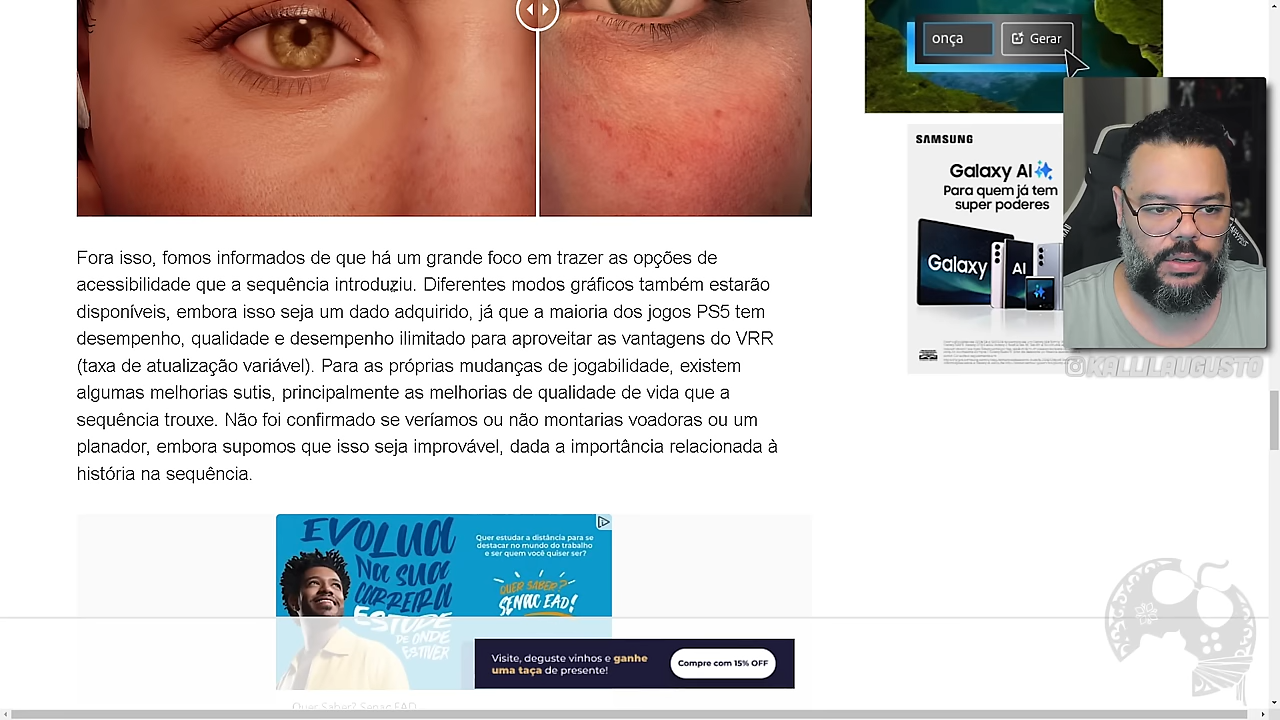 onça
Gerar
SAMSUNG
Galaxy AI
Para quem já tem
super poderes
Galaxy
AI
@KALLILAUGUSTO
Fora isso, fomos informados de que há um grande foco em trazer as opções de
acessibilidade que a sequência introduziu. Diferentes modos gráficos também estarão
disponíveis, embora isso seja um dado adquirido, já que a maioria dos jogos PS5 tem
desempenho, qualidade e desempenho ilimitado para aproveitar as vantagens do VRR
(taxa de atualização variável). Para as próprias mudanças de jogabilidade, existem
algumas melhorias sutis, principalmente as melhorias de qualidade de vida que a
sequência trouxe. Não foi confirmado se veríamos ou não montarias voadoras ou um
planador, embora supomos que isso seja improvável, dada a importância relacionada à
história na sequência.
EVOLUA
Na sua
CARREIRA
ESTUDE
DE ONDE
ESTIVER
Quer estudar a distância para se
destacar no mundo do trabalho
e ser quem você quiser ser?
QUER SABER?
SENAC EAD!
Visite, deguste vinhos e ganhe
uma taça de presente!
Compre com 15% OFF
Quer Saber? Senac EAD